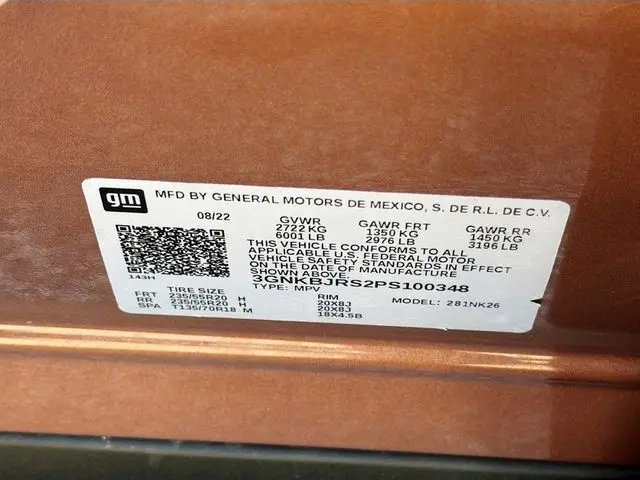 gm MFD BY GENERAL MOTORS DE MEXICO, S. DE R.L. DE C.V.
08/22 GVWR GAWR FRT GAWR RR
2722 KG 1350 KG 1450 KG
6001 LB 2976 LB 3196 LB
THIS VEHICLE CONFORMS TO ALL
APPLICABLE U.S. FEDERAL MOTOR
VEHICLE SAFETY STANDARDS IN EFFECT
ON THE DATE OF MANUFACTURE
143H 3GNKBJRS2PS100348
TYPE: MPV MODEL: 281NK26
TIRE SIZE RIM
FRT 235/55R20 H 20X8J
RR 235/55R20 H 20X8J
SPA T135/70R18 M 18X4.5B